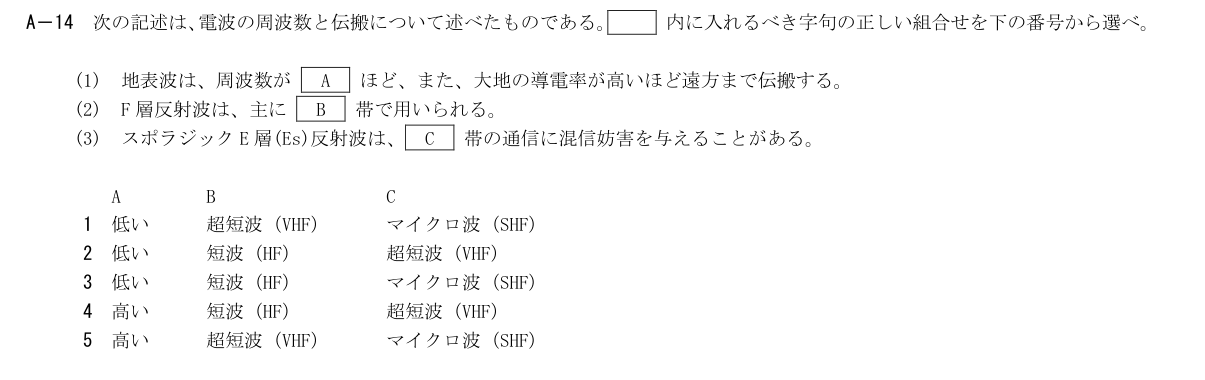 A－14 次の記述は、電波の周波数と伝搬について述べたものである。 内に入れるべき字句の正しい組合せを下の番号から選べ。
(1) 地表波は、周波数が A ほど、また、大地の導電率が高いほど遠方まで伝搬する。
(2) F層反射波は、主に B 帯で用いられる。
(3) スポラジックE層(Es)反射波は、 C 帯の通信に混信妨害を与えることがある。
A B C
1 低い 超短波 (VHF) マイクロ波 (SHF)
2 低い 短波 (HF) 超短波 (VHF)
3 低い 短波 (HF) マイクロ波 (SHF)
4 高い 短波 (HF) 超短波 (VHF)
5 高い 超短波 (VHF) マイクロ波 (SHF)